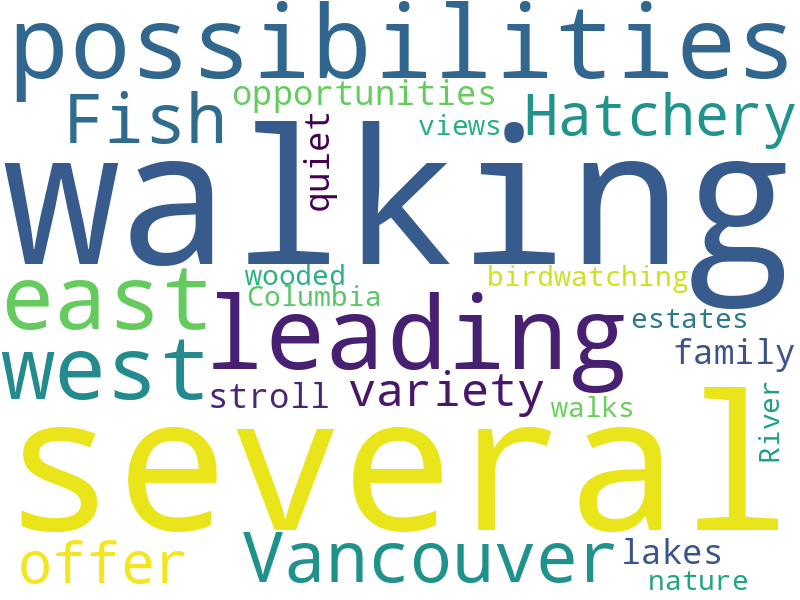 possibilities
opportunities
Fish
views
Hatchery
quiet
walking
wooded
birdwatching
Columbia
east
leading
estates
west
family
stroll
variety
walks
River
several
offer
Vancouver
lakes
nature